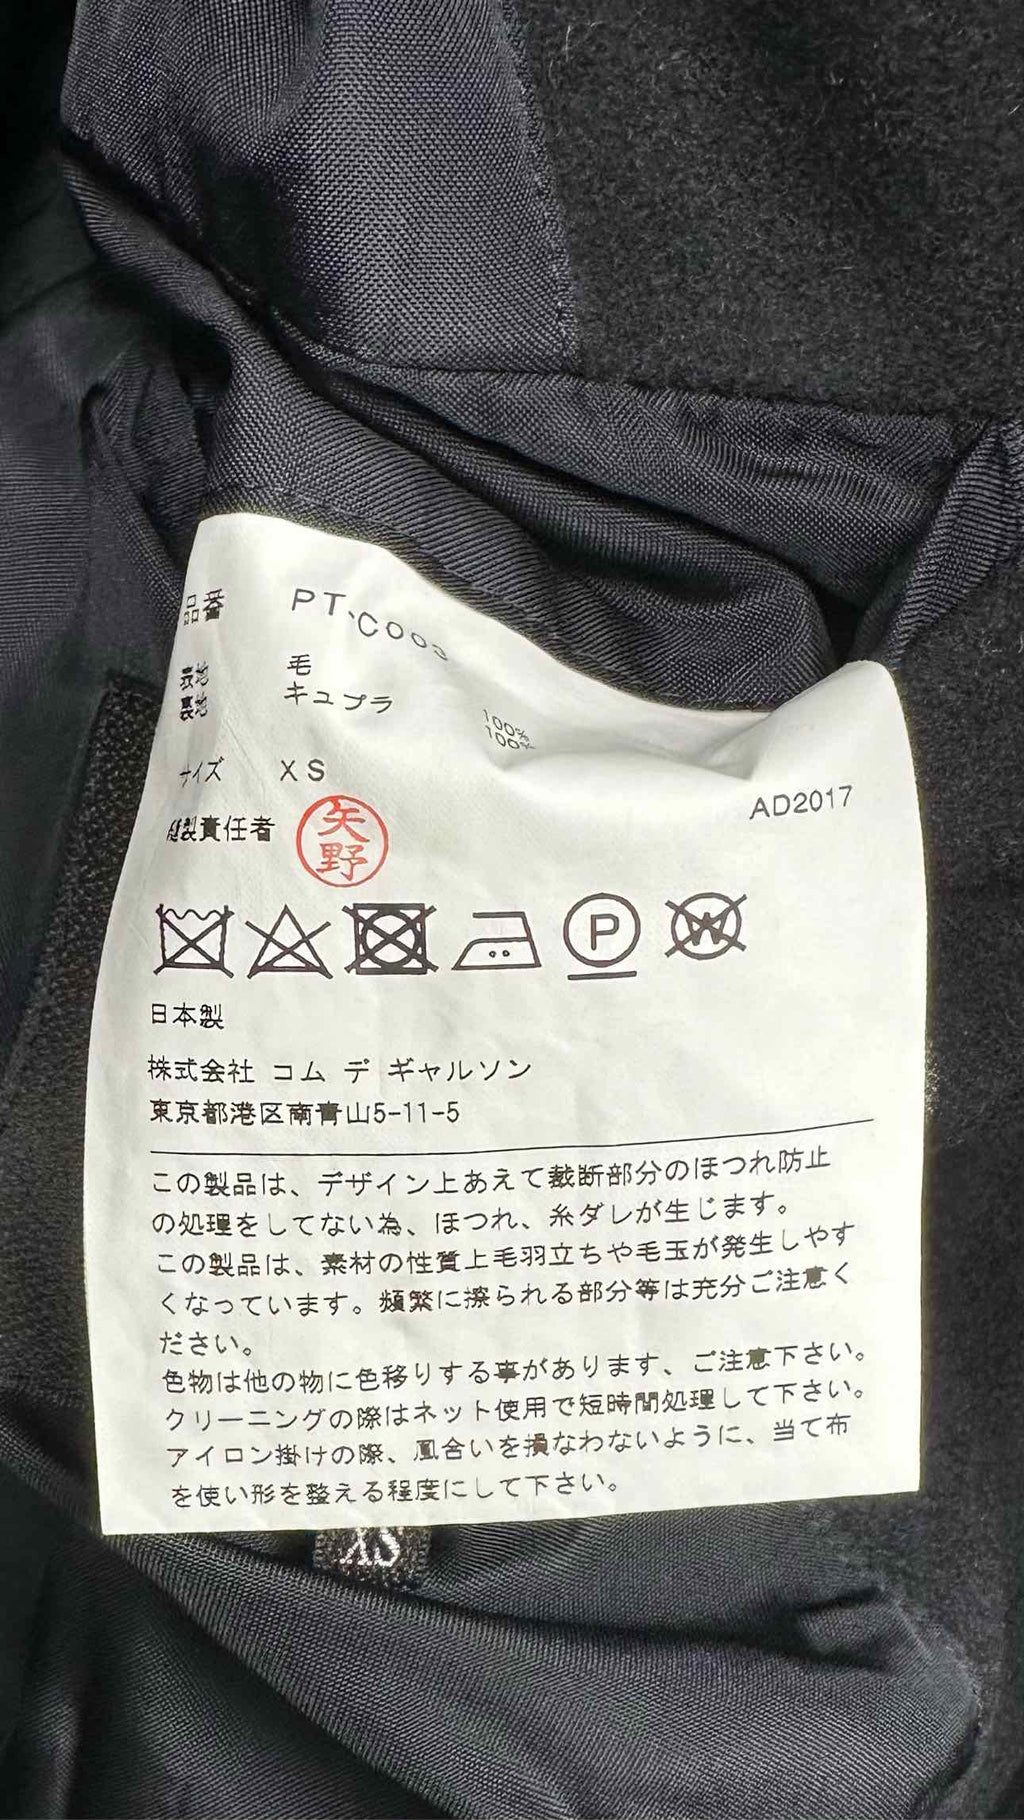 品番 PT-C003
表地 毛 100%
裏地 キュプラ 100%
サイズ XS
AD2017
縫製責任者 矢野
P W
日本製
株式会社 コム デ ギャルソン
東京都港区南青山5-11-5
この製品は、デザイン上あえて裁断部分のほつれ防止
の処理をしてない為、ほつれ、糸ダレが生じます。
この製品は、素材の性質上毛羽立ちや毛玉が発生しやす
くなっています。頻繁に擦られる部分等は充分ご注意く
ださい。
色物は他の物に色移りする事があります、ご注意下さい。
クリーニングの際はネット使用で短時間処理して下さい。
アイロン掛けの際、風合いを損なわないように、当て布
を使い形を整える程度にして下さい。
XS